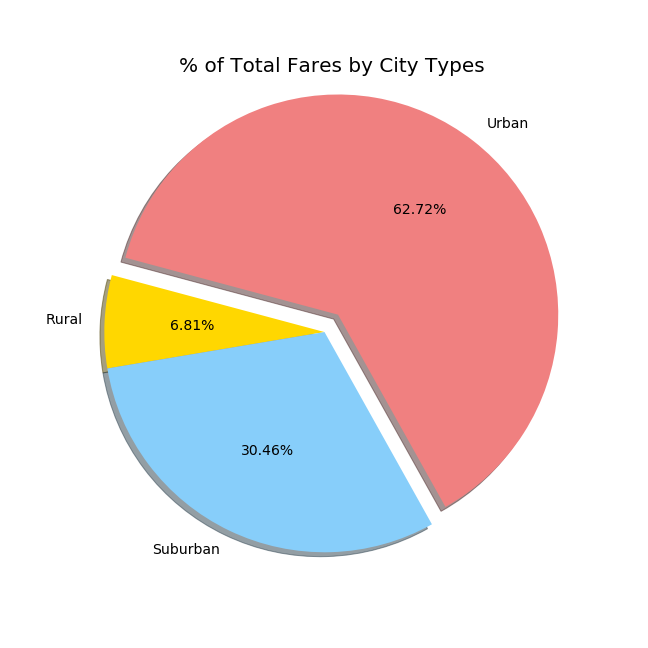 % of Total Fares by City Types
Urban
62.72%
Rural
6.81%
30.46%
Suburban